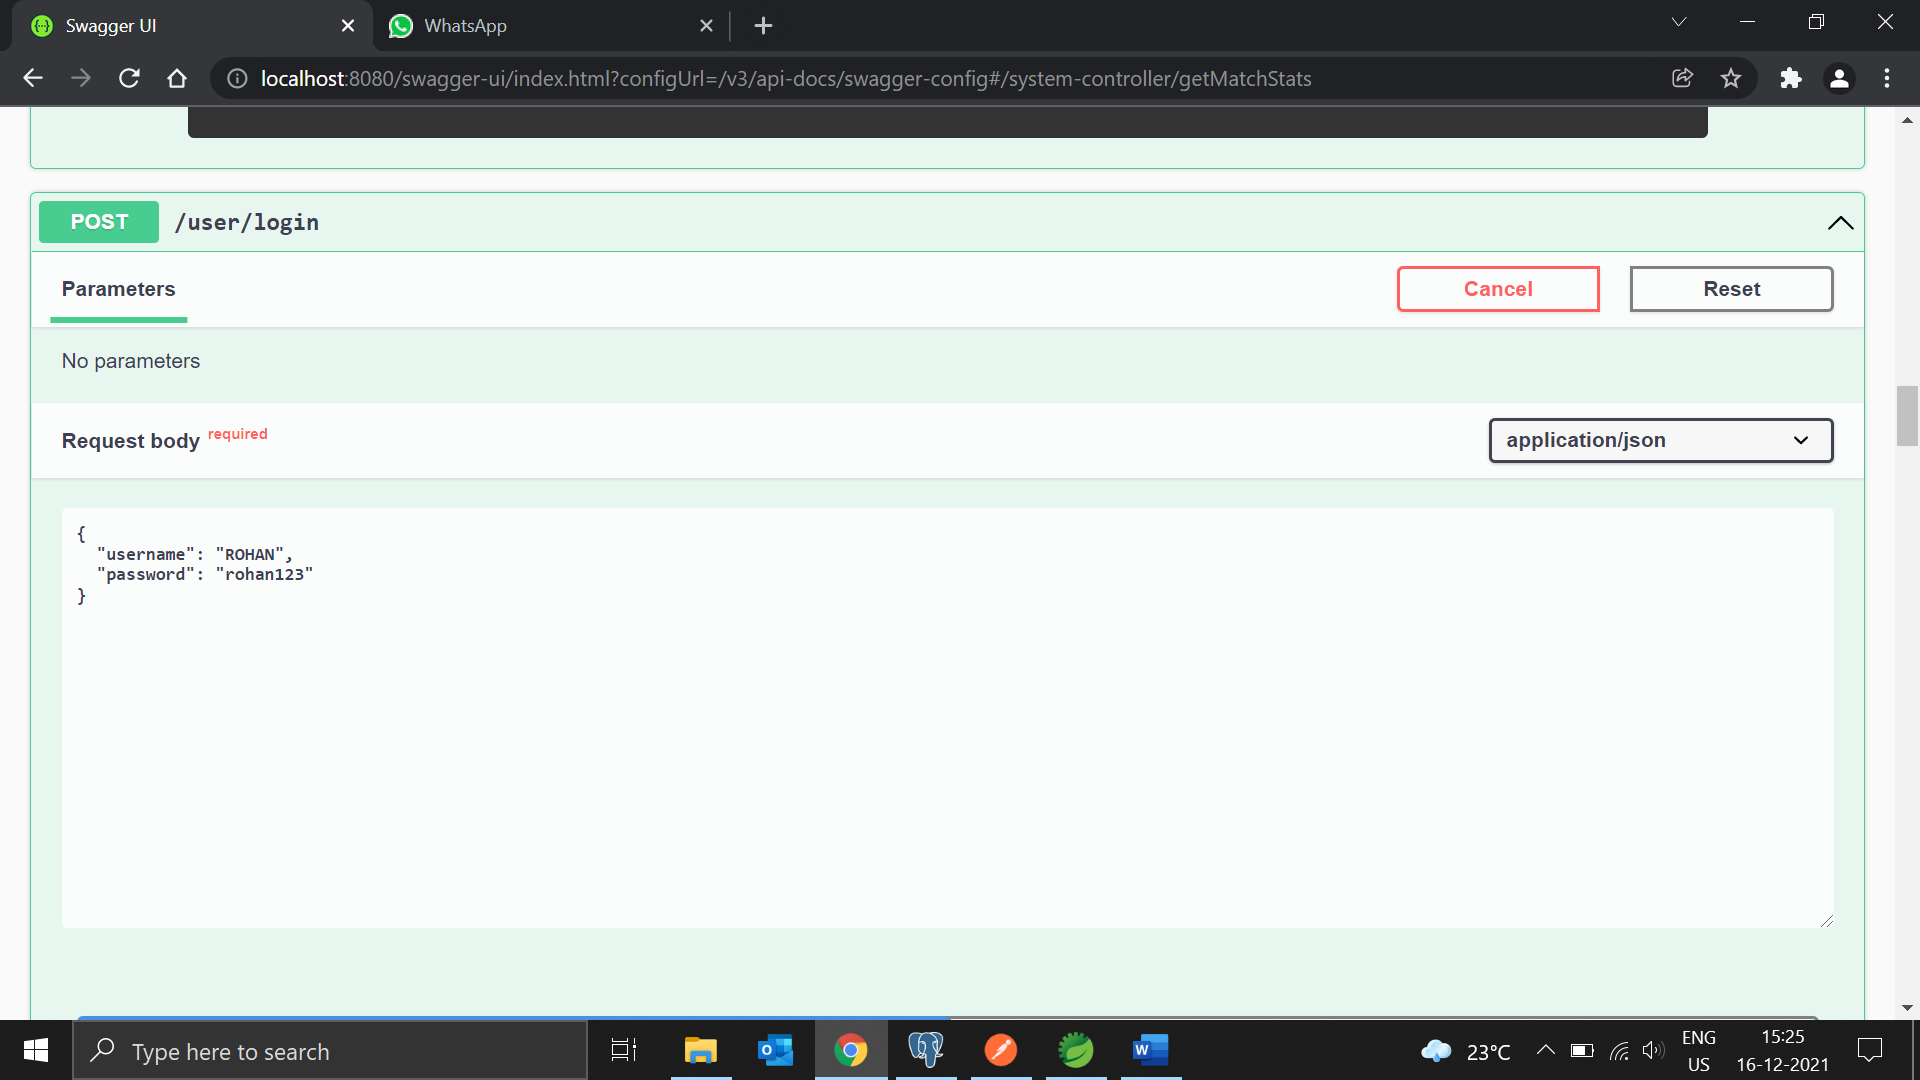 Swagger UI
WhatsApp
localhost:8080/swagger-ui/index.html?configUrl=/v3/api-docs/swagger-config#/system-controller/getMatchStats
POST /user/login
Parameters
Cancel
Reset
No parameters
Request body required
application/json
{
"username": "ROHAN",
"password": "rohan123"
}
Type here to search
23°C
ENG
US
15:25
16-12-2021